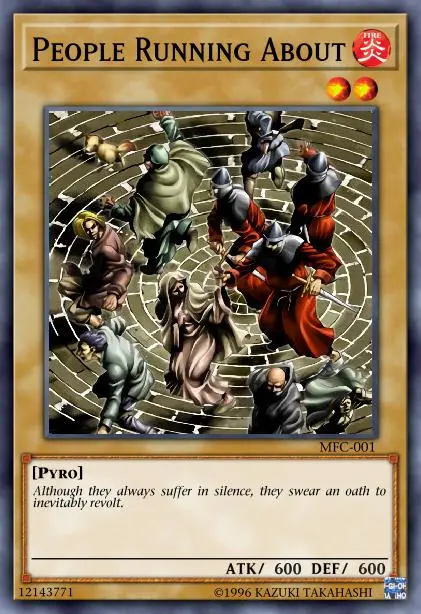 PEOPLE RUNNING ABOUT
FIRE
炎
MFC-001
[PYRO]
Although they always suffer in silence, they swear an oath to
inevitably revolt.
ATK/ 600 DEF/ 600
12143771
©1996 KAZUKI TAKAHASHI